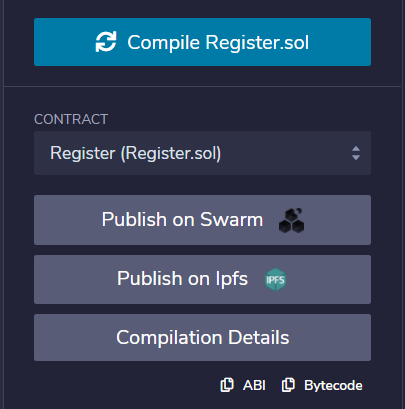 Compile Register.sol
CONTRACT
Register (Register.sol)
Publish on Swarm
Publish on Ipfs IPFS
Compilation Details
ABI Bytecode